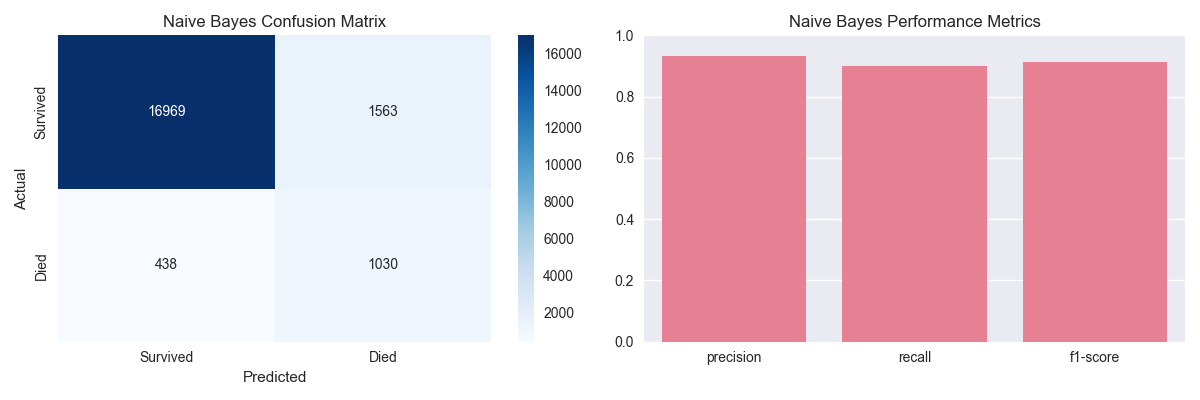 Naive Bayes Confusion Matrix
Actual
Survived
Died
16969
1563
438
1030
Survived
Died
Predicted
16000
14000
12000
10000
8000
6000
4000
2000
Naive Bayes Performance Metrics
1.0
0.8
0.6
0.4
0.2
0.0
precision
recall
f1-score